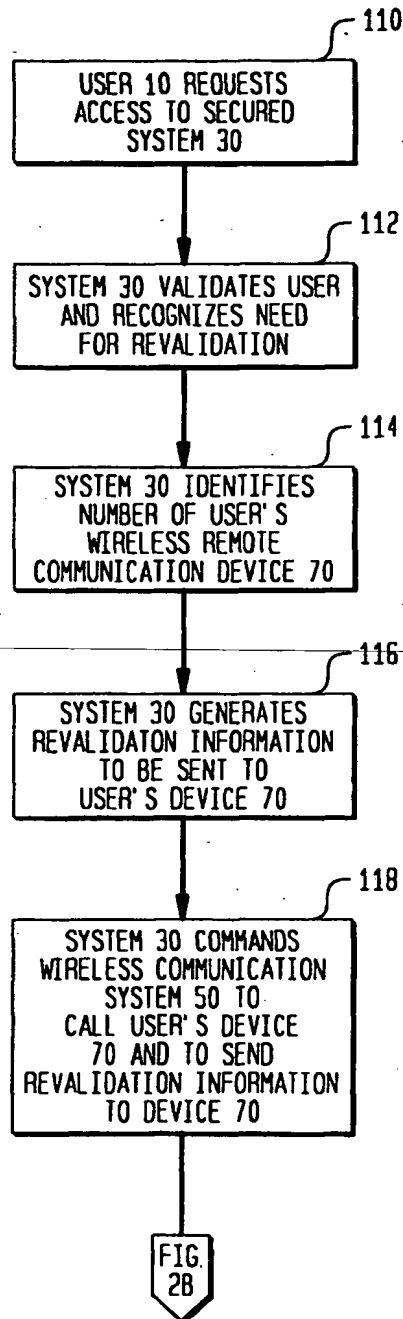 110
USER 10 REQUESTS
ACCESS TO SECURED
SYSTEM 30
112
SYSTEM 30 VALIDATES USER
AND RECOGNIZES NEED
FOR REVALIDATION
114
SYSTEM 30 IDENTIFIES
NUMBER OF USER'S
WIRELESS REMOTE
COMMUNICATION DEVICE 70
116
SYSTEM 30 GENERATES
REVALIDATON INFORMATION
TO BE SENT TO
USER'S DEVICE 70
118
SYSTEM 30 COMMANDS
WIRELESS COMMUNICATION
SYSTEM 50 TO
CALL USER'S DEVICE
70 AND TO SEND
REVALIDATION INFORMATION
TO DEVICE 70
FIG.
2B